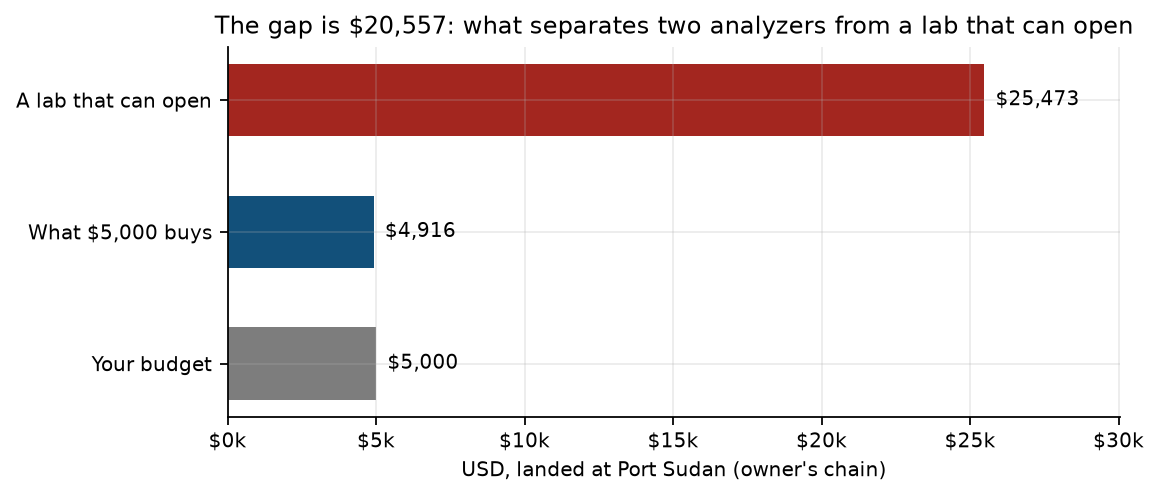 The gap is $20,557: what separates two analyzers from a lab that can open
A lab that can open
$25,473
What $5,000 buys
$4,916
Your budget
$5,000
$0k
$5k
$10k
$15k
$20k
$25k
$30k
USD, landed at Port Sudan (owner's chain)